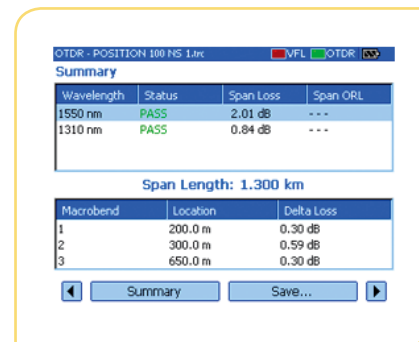 OTDR - POSITION 100 NS 1.trc VFL OTDR
Summary
Wavelength Status Span Loss Span ORL
1550 nm PASS 2.01 dB - - -
1310 nm PASS 0.84 dB - - -
Span Length: 1.300 km
Macrobend Location Delta Loss
1 200.0 m 0.30 dB
2 300.0 m 0.59 dB
3 650.0 m 0.30 dB
Summary Save...